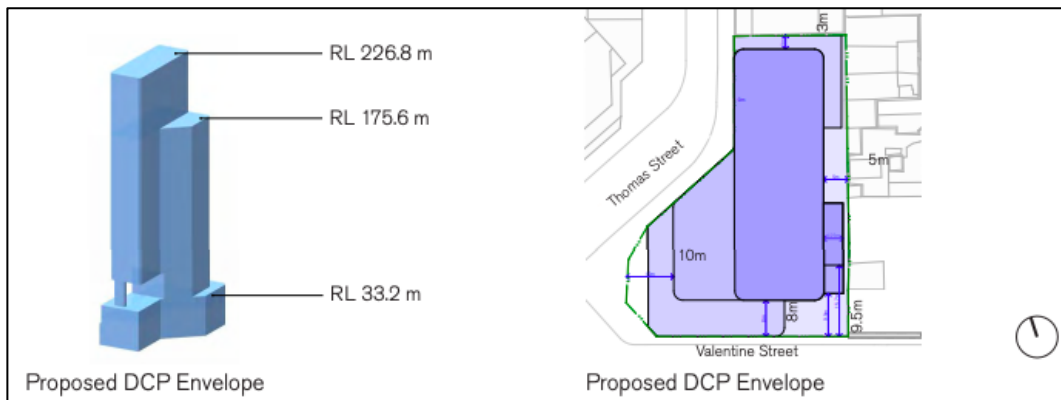 RL 226.8 m
RL 175.6 m
RL 33.2 m
Proposed DCP Envelope
3m
Thomas Street
5m
10m
8m
9.5m
Valentine Street
Proposed DCP Envelope